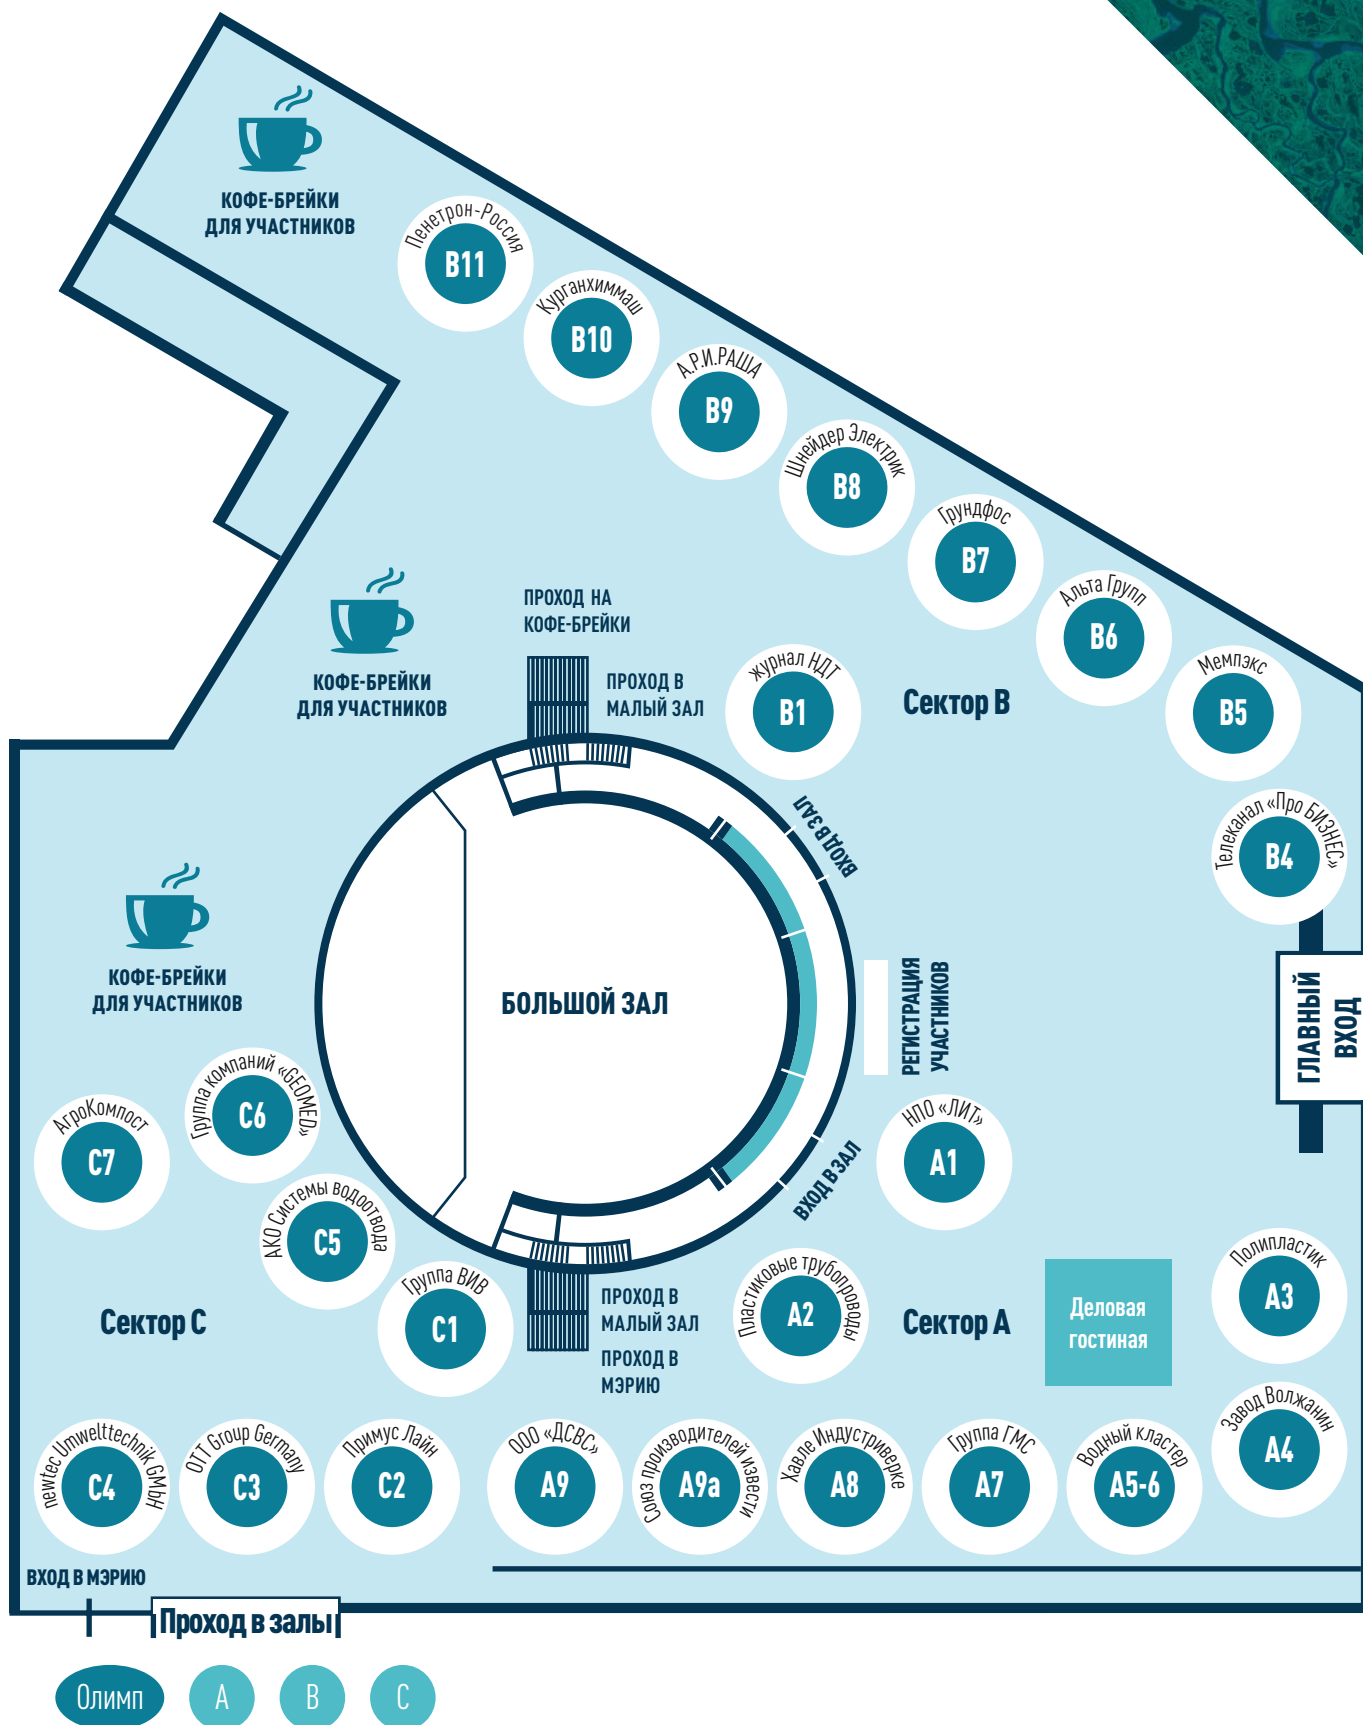 КОФЕ-БРЕЙКИ
ДЛЯ УЧАСТНИКОВ
Пенетрон-Россия
B11
Курганхиммаш
B10
А.Р.И.РАША
B9
Шнейдер Электрик
B8
Грундфос
B7
Альта Групп
B6
Мемпэкс
B5
Телеканал «Про БИЗНЕС»
B4
КОФЕ-БРЕЙКИ
ДЛЯ УЧАСТНИКОВ
ПРОХОД НА
КОФЕ-БРЕЙКИ
ПРОХОД В
МАЛЫЙ ЗАЛ
журнал НДТ
B1
Сектор B
ВХОД В ЗАЛ
КОФЕ-БРЕЙКИ
ДЛЯ УЧАСТНИКОВ
БОЛЬШОЙ ЗАЛ
РЕГИСТРАЦИЯ
УЧАСТНИКОВ
ГЛАВНЫЙ
ВХОД
Группа компаний «GEOMED»
C6
АгроКомпост
C7
АКО Системы водоотвода
C5
Группа ВИВ
C1
Сектор C
ВХОД В ЗАЛ
НПО «ЛИТ»
A1
ПРОХОД В
МАЛЫЙ ЗАЛ
ПРОХОД В
МЭРИЮ
Пластиковые трубопроводы
A2
Сектор A
Деловая
гостиная
Полипластик
A3
Завод Волжанин
A4
newtec Umwelttechnik GMbH
C4
OTT Group Germany
C3
Примус Лайн
C2
ООО «ДСВС»
A9
Союз производителей извести
A9a
Хавле Индустриверке
A8
Группа ГМС
A7
Водный кластер
A5-6
ВХОД В МЭРИЮ
Проход в залы
Олимп
A
B
C